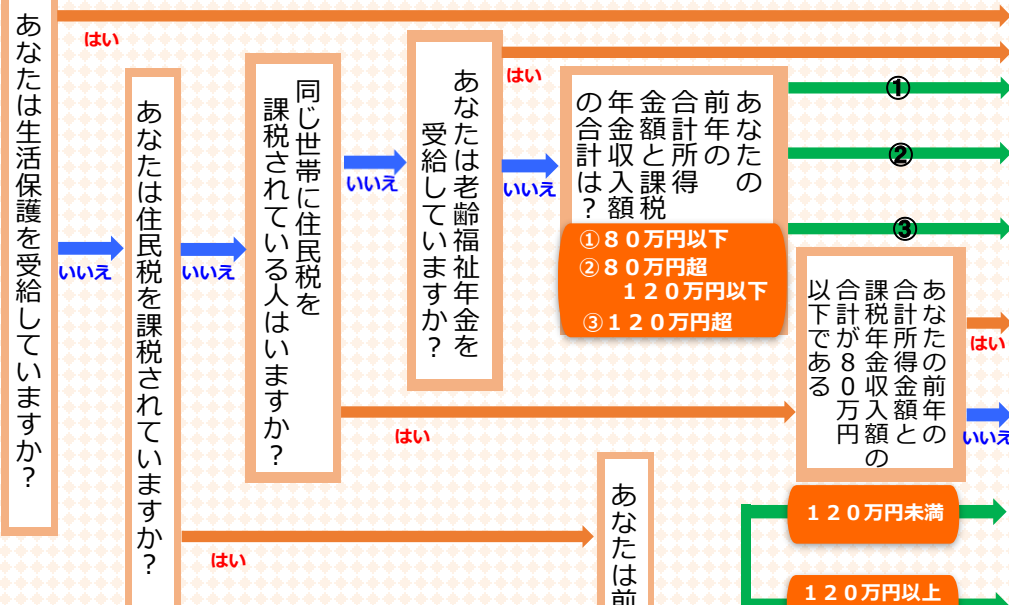 あなたは生活保護を受給していますか？
はい
いいえ
あなたは住民税を課税されていますか？
はい
いいえ
同じ世帯に住民税を
課税されている人はいますか？
いいえ
はい
あなたは老齢福祉年金を
受給していますか？
はい
いいえ
あなたの
前年の
合計所得
金額と課税
年金収入額
の合計は？
①８０万円以下
②８０万円超
１２０万円以下
③１２０万円超
①
②
③
あなたの前年の
合計所得金額と
課税年金収入額の
合計が８０万円
以下である
はい
いいえ
あなたは前
１２０万円未満
１２０万円以上